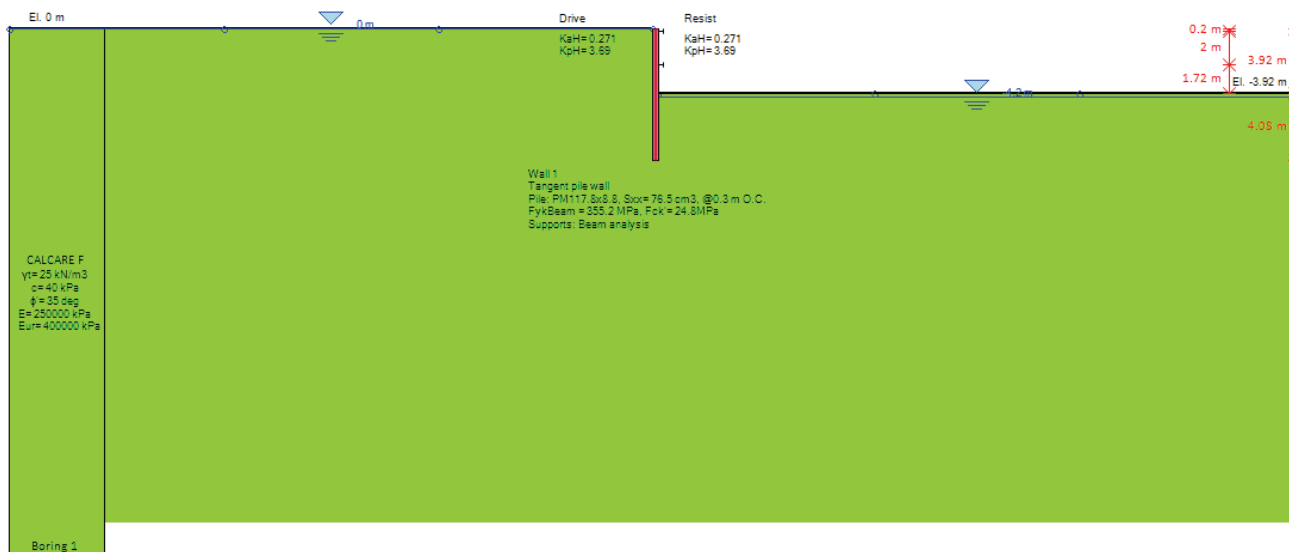 El. 0 m
0 m
Drive
KaH= 0.271
KpH= 3.69
Resist
KaH= 0.271
KpH= 3.69
0.2 m
2 m
3.92 m
1.72 m
El. -3.92 m
-4.2 m
4.08 m
Wall 1
Tangent pile wall
Pile: PM117.8x8.8, Sxx= 76.5 cm3, @0.3 m O.C.
FykBeam = 355.2 MPa, Fck'= 24.8MPa
Supports: Beam analysis
CALCARE F
γt= 25 kN/m3
c= 40 kPa
ϕ'= 35 deg
E= 250000 kPa
Eur= 400000 kPa
Boring 1